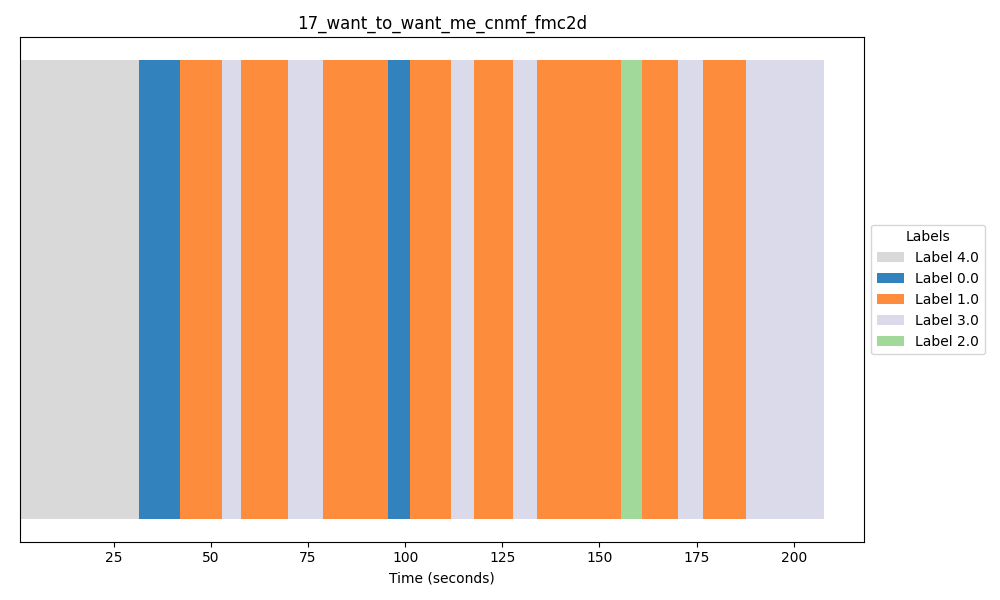 17_want_to_want_me_cnmf_fmc2d
Labels
Label 4.0
Label 0.0
Label 1.0
Label 3.0
Label 2.0
25 50 75 100 125 150 175 200
Time (seconds)